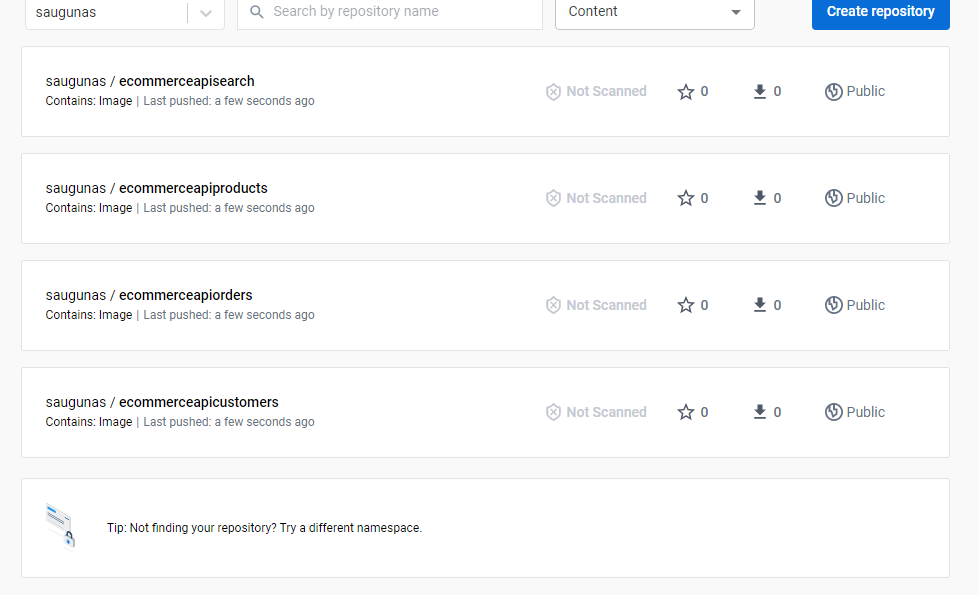 saugunas
Search by repository name
Content
Create repository
saugunas / ecommerceapisearch
Contains: Image | Last pushed: a few seconds ago
Not Scanned
0
0
Public
saugunas / ecommerceapiproducts
Contains: Image | Last pushed: a few seconds ago
Not Scanned
0
0
Public
saugunas / ecommerceapiorders
Contains: Image | Last pushed: a few seconds ago
Not Scanned
0
0
Public
saugunas / ecommerceapicustomers
Contains: Image | Last pushed: a few seconds ago
Not Scanned
0
0
Public
Tip: Not finding your repository? Try a different namespace.